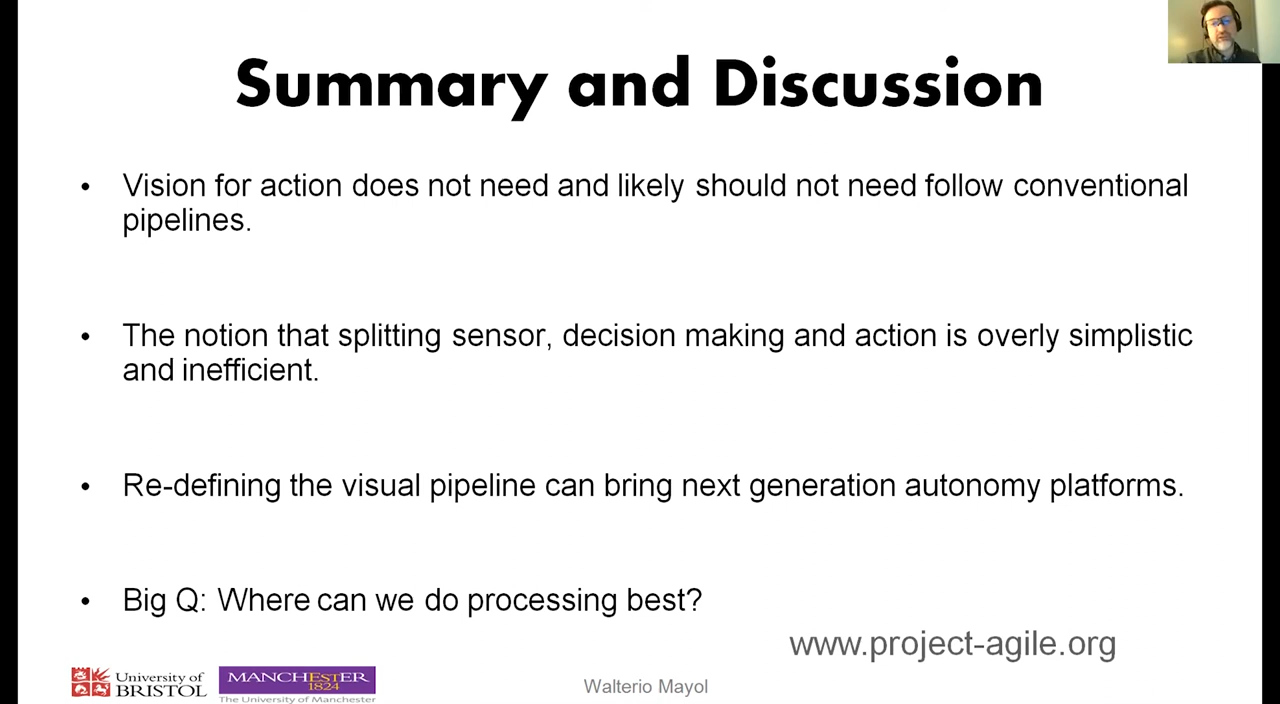 Summary and Discussion
• Vision for action does not need and likely should not need follow conventional
pipelines.
• The notion that splitting sensor, decision making and action is overly simplistic
and inefficient.
• Re-defining the visual pipeline can bring next generation autonomy platforms.
• Big Q: Where can we do processing best?
www.project-agile.org
University of
BRISTOL
MANCHESTER
1824
The University of Manchester
Walterio Mayol